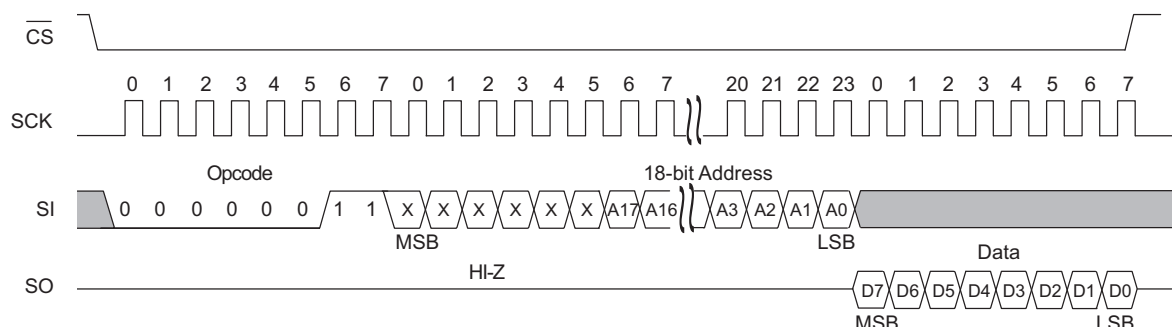 CS
0 1 2 3 4 5 6 7 0 1 2 3 4 5 6 7 20 21 22 23 0 1 2 3 4 5 6 7
SCK
Opcode 18-bit Address
SI 0 0 0 0 0 0 1 1 X X X X X X A17 A16 A3 A2 A1 A0
MSB LSB
HI-Z Data
SO D7 D6 D5 D4 D3 D2 D1 D0
MSB LSB